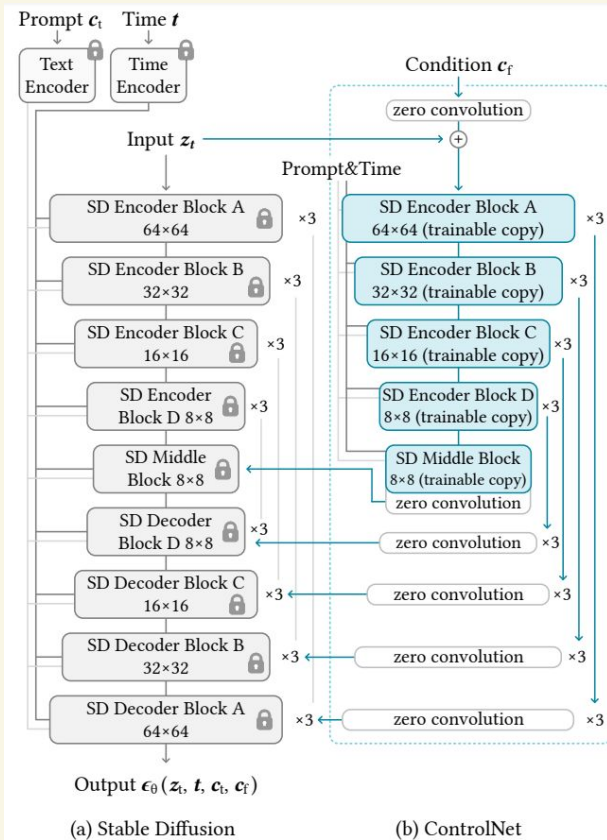 Prompt cₜ
Time t
Text
Encoder
Time
Encoder
Input zₜ
SD Encoder Block A
64×64
×3
SD Encoder Block B
32×32
×3
SD Encoder Block C
16×16
×3
SD Encoder
Block D 8×8
×3
SD Middle
Block 8×8
SD Decoder
Block D 8×8
×3
SD Decoder Block C
16×16
×3
SD Decoder Block B
32×32
×3
SD Decoder Block A
64×64
×3
Output ϵθ(zₜ, t, cₜ, c_f)
(a) Stable Diffusion
Condition c_f
zero convolution
+
Prompt&Time
SD Encoder Block A
64×64 (trainable copy)
×3
SD Encoder Block B
32×32 (trainable copy)
×3
SD Encoder Block C
16×16 (trainable copy)
×3
SD Encoder Block D
8×8 (trainable copy)
×3
SD Middle Block
8×8 (trainable copy)
zero convolution
zero convolution
×3
zero convolution
×3
zero convolution
×3
zero convolution
×3
(b) ControlNet